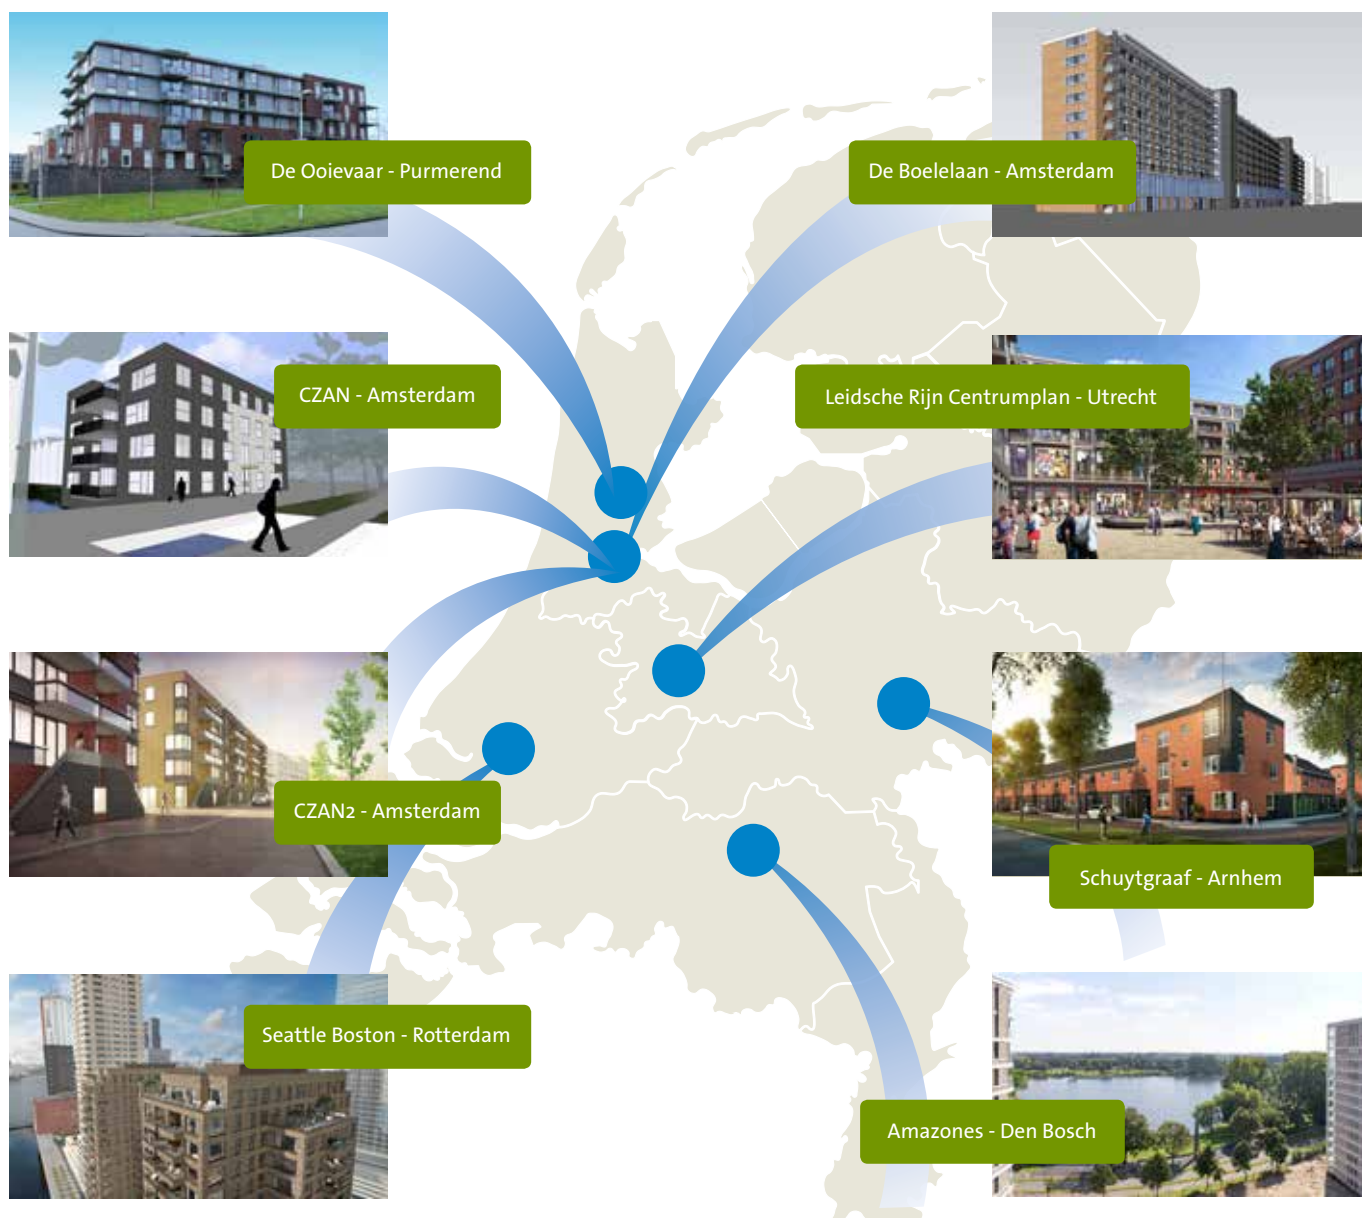 De Ooievaar - Purmerend
De Boelelaan - Amsterdam
CZAN - Amsterdam
Leidsche Rijn Centrumplan - Utrecht
CZAN2 - Amsterdam
Schuytgraaf - Arnhem
Seattle Boston - Rotterdam
Amazones - Den Bosch